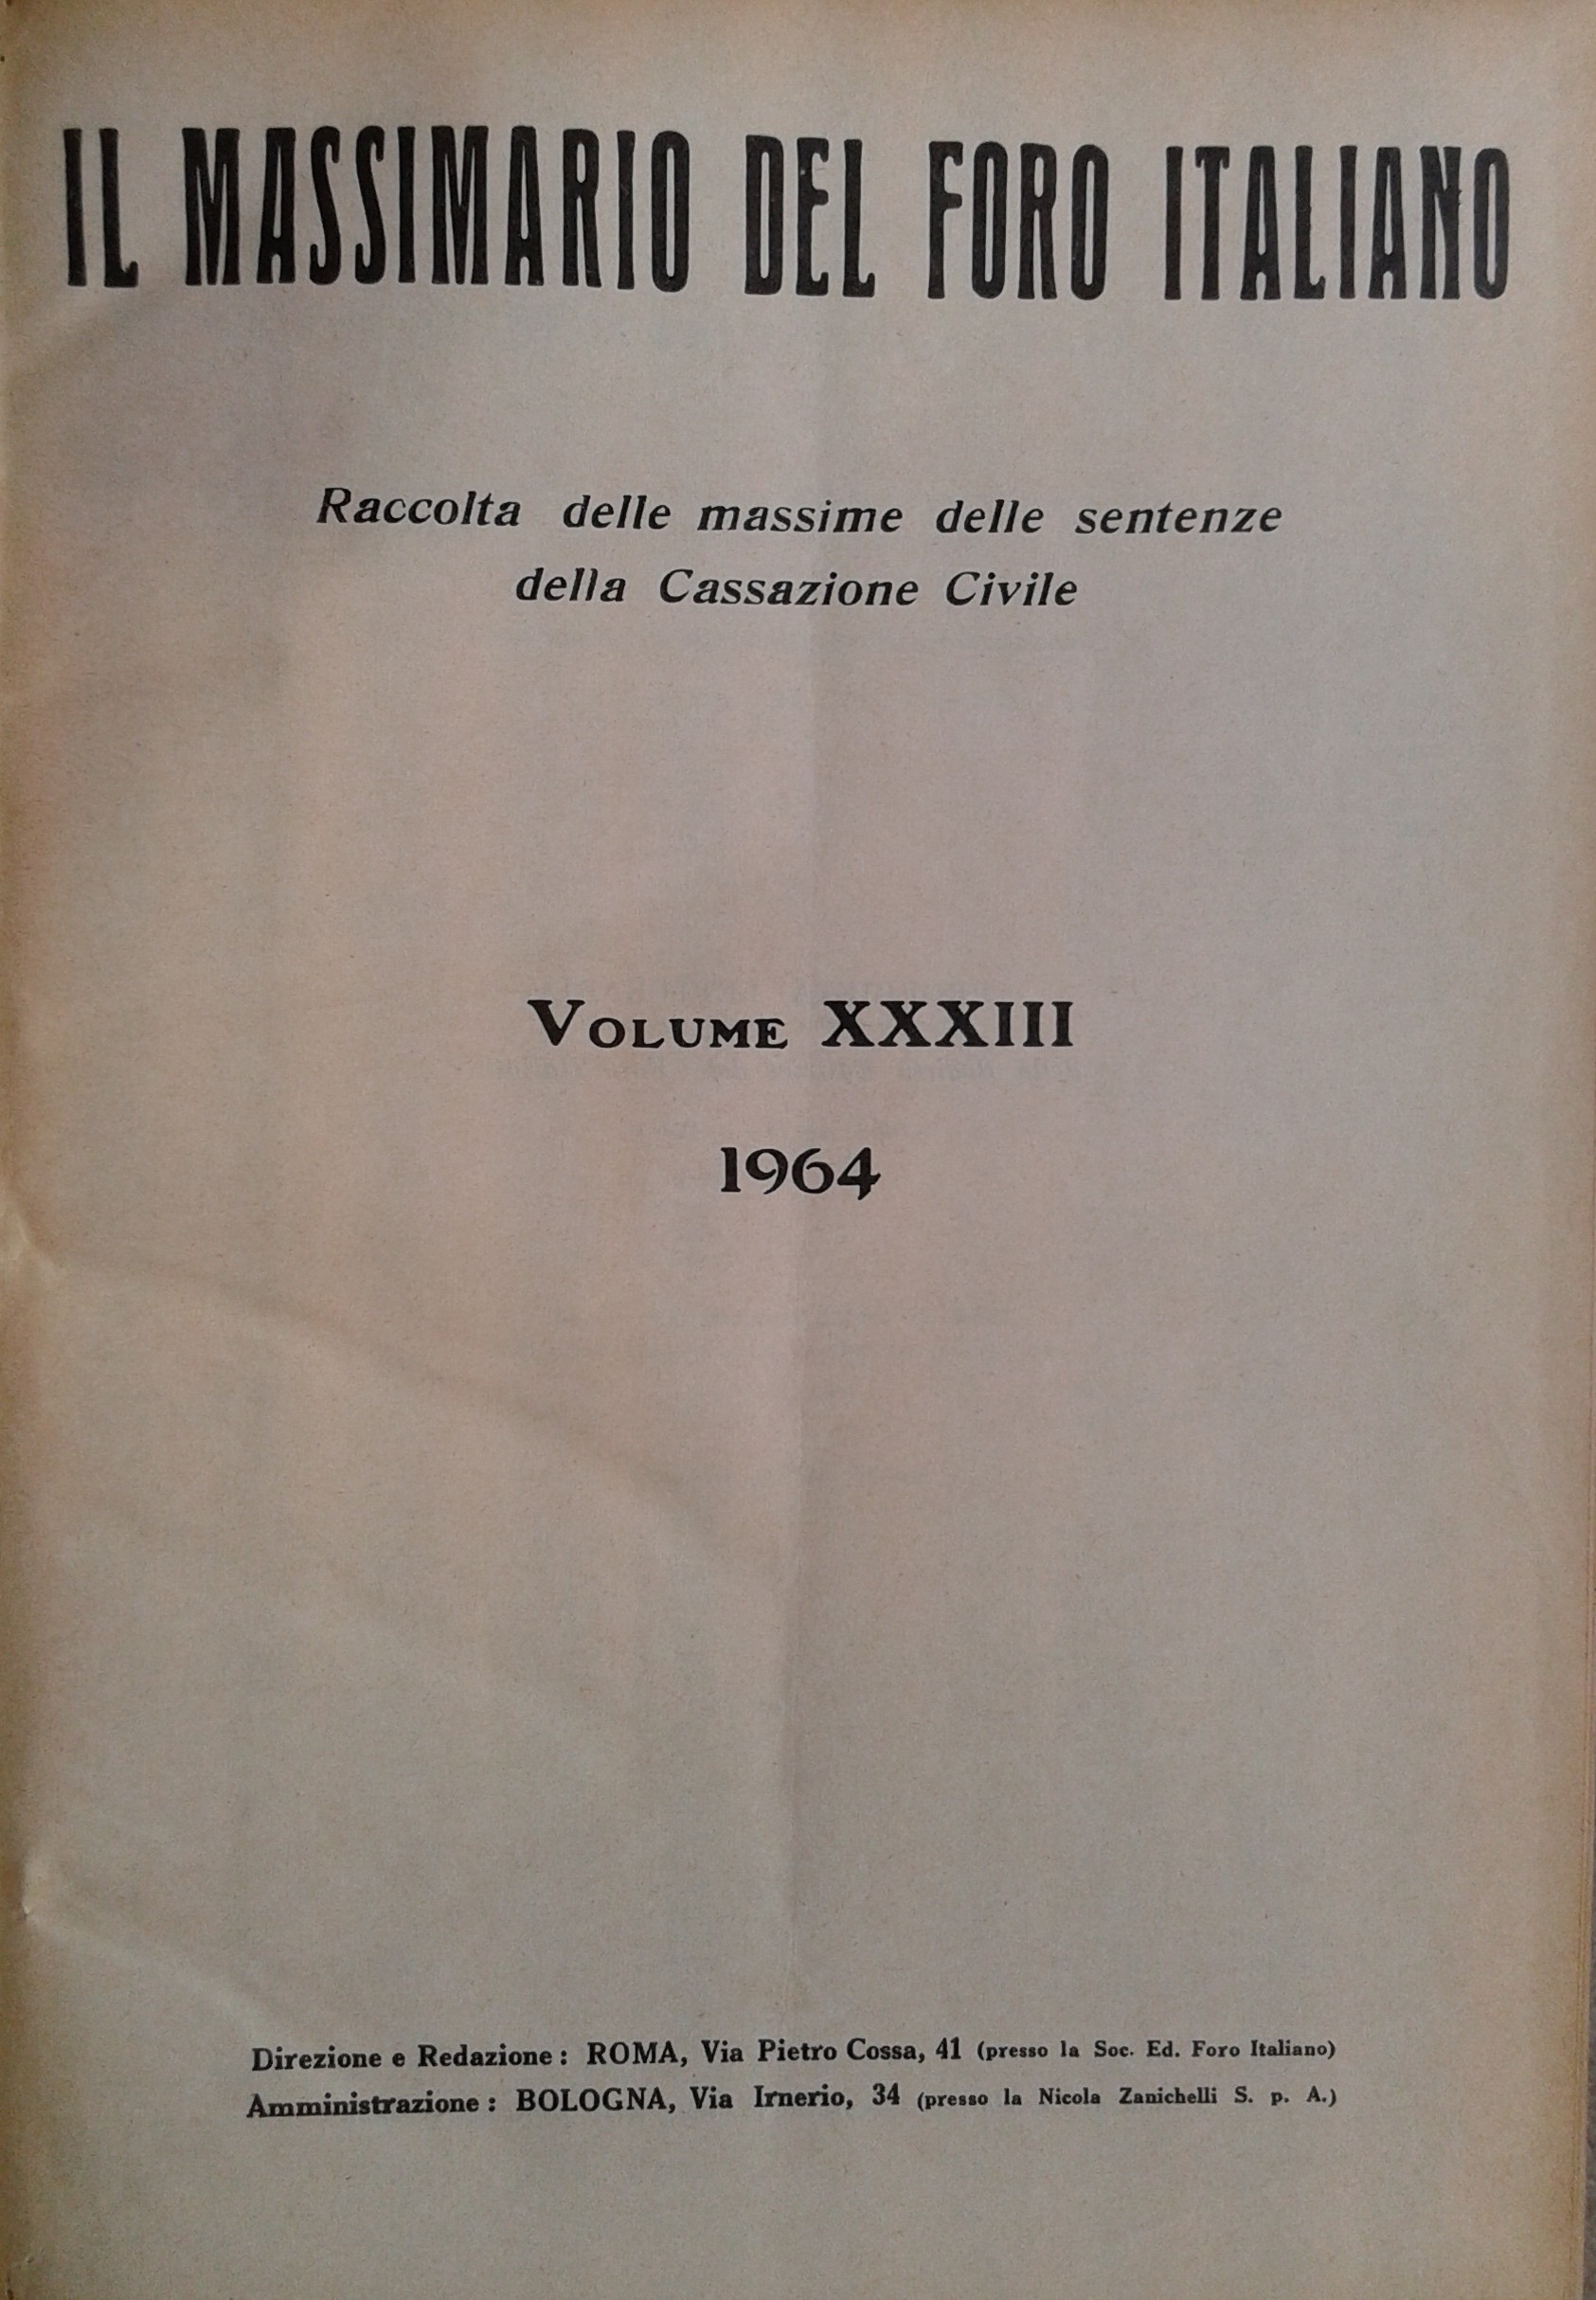 IL MASSIMARIO DEL FORO ITALIANO
Raccolta delle massime delle sentenze
della Cassazione Civile
VOLUME XXXIII
1964
Direzione e Redazione : ROMA, Via Pietro Cossa, 41 (presso la Soc. Ed. Foro Italiano)
Amministrazione : BOLOGNA, Via Irnerio, 34 (presso la Nicola Zanichelli S. p. A.)